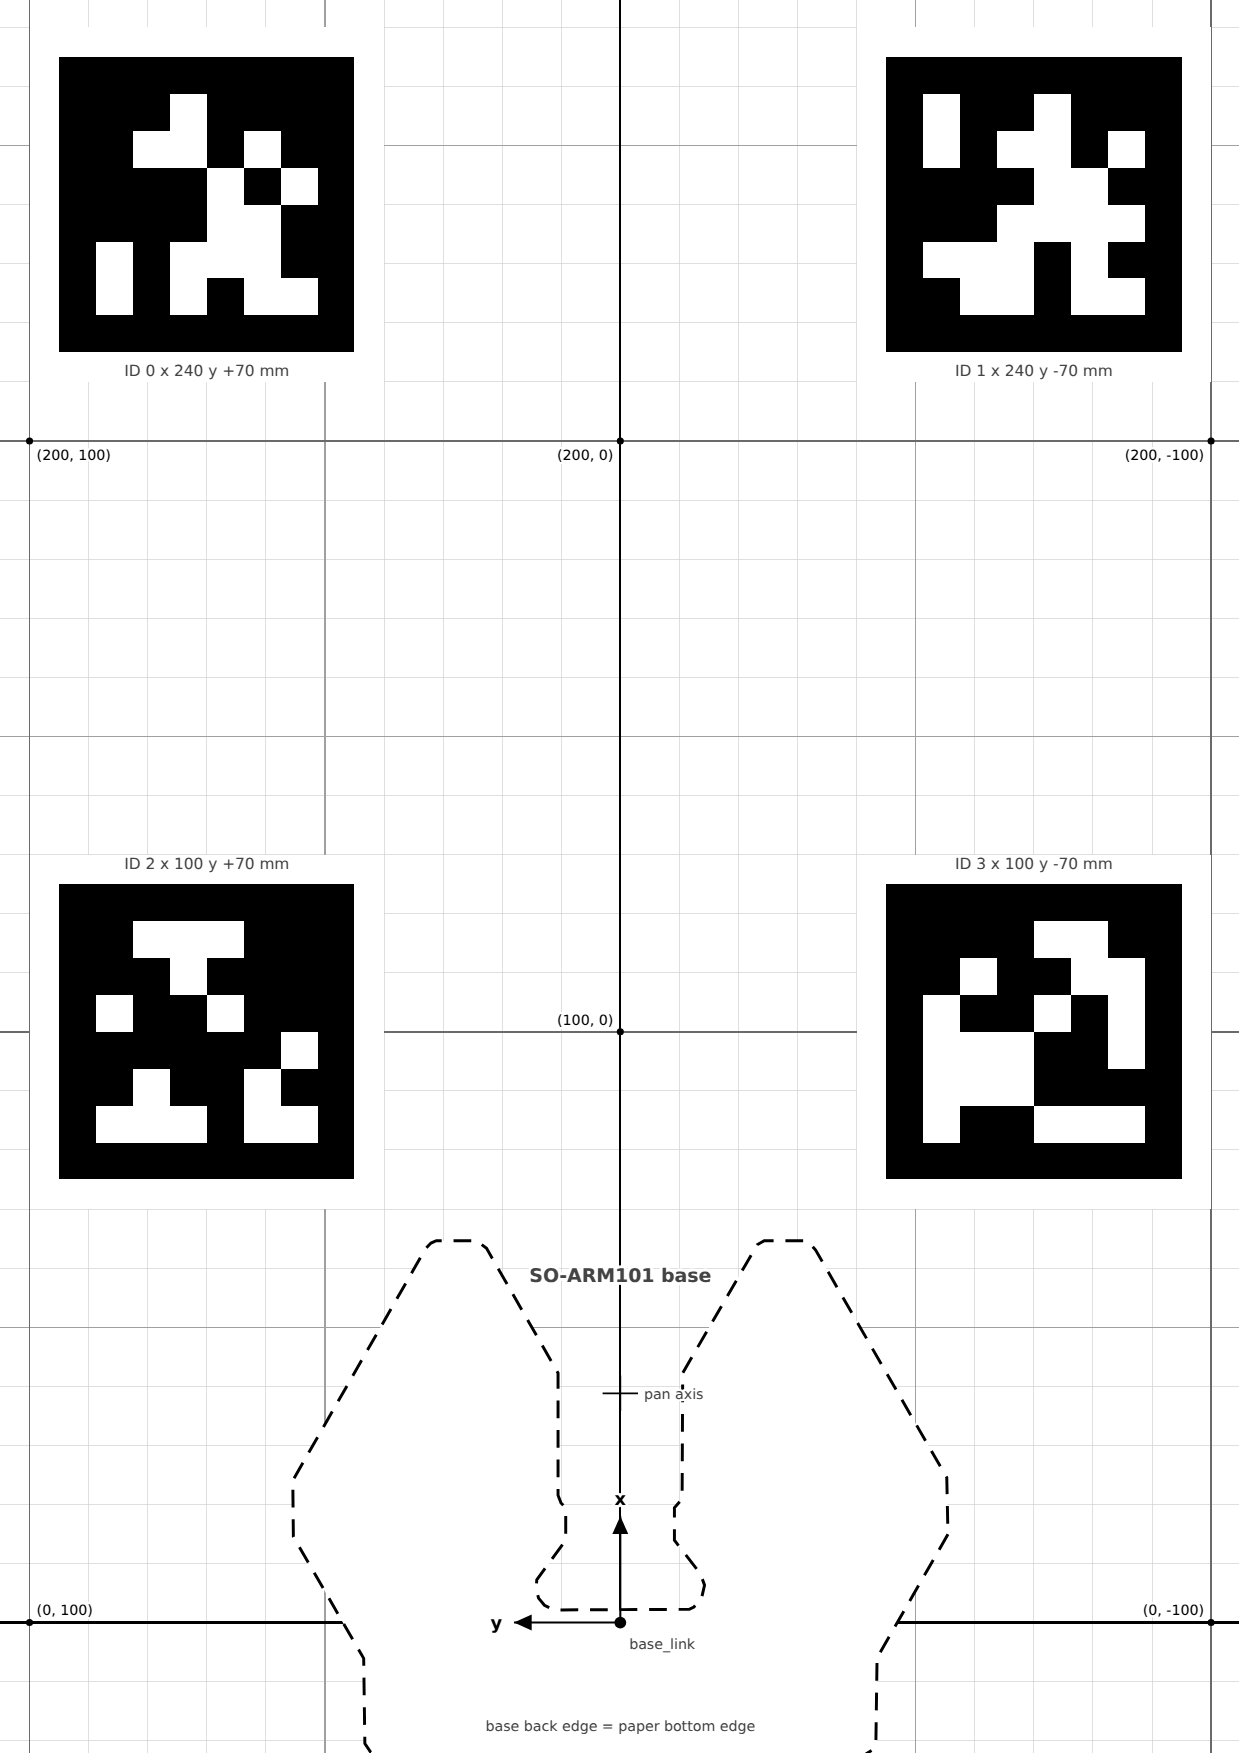 ID 0 x 240 y +70 mm
ID 1 x 240 y -70 mm
(200, 100)
(200, 0)
(200, -100)
ID 2 x 100 y +70 mm
ID 3 x 100 y -70 mm
(100, 0)
SO-ARM101 base
pan axis
x
(0, 100)
(0, -100)
y
base_link
base back edge = paper bottom edge